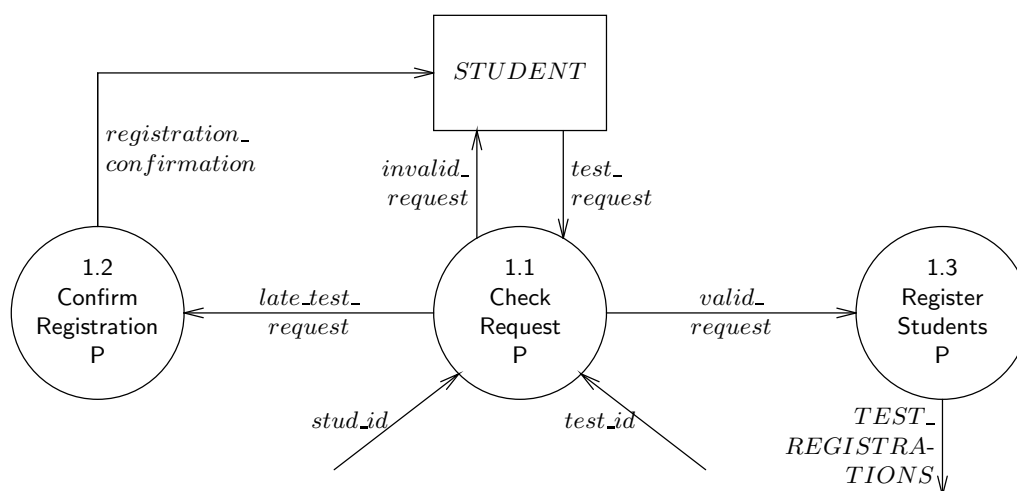 STUDENT
registration_
confirmation
invalid_
request
test_
request
1.2
Confirm
Registration
P
late_test_
request
1.1
Check
Request
P
valid_
request
1.3
Register
Students
P
stud_id
test_id
TEST_
REGISTRA-
TIONS